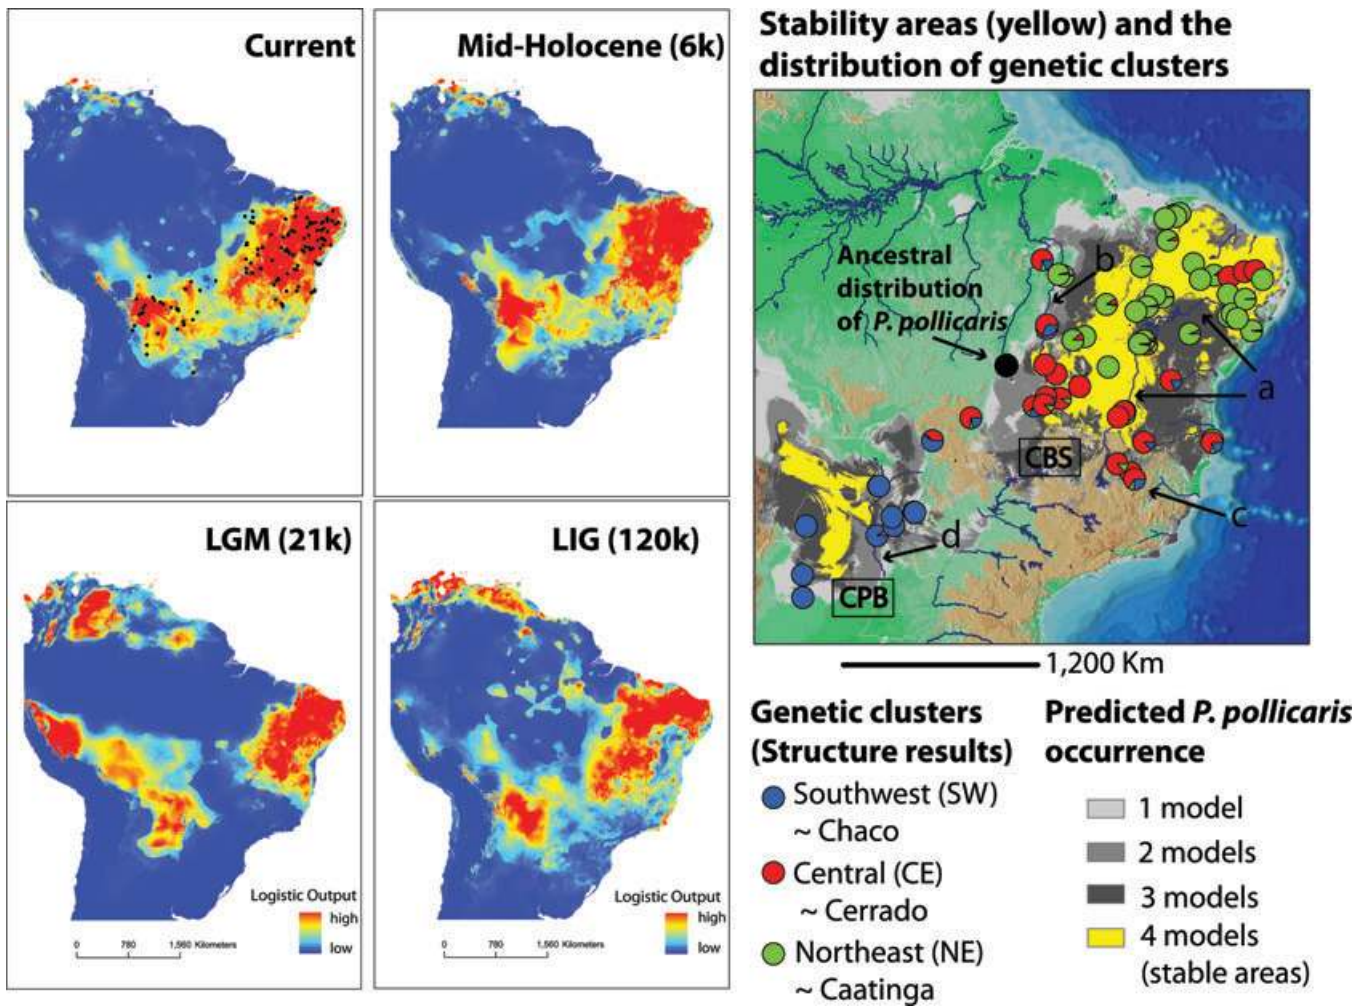 Current
Mid-Holocene (6k)
LGM (21k)
Logistic Output
high
low
0 780 1,560 Kilometers
LIG (120k)
Logistic Output
high
low
0 780 1,560 Kilometers
Stability areas (yellow) and the
distribution of genetic clusters
Ancestral
distribution
of P. pollicaris
b
a
CBS
c
d
CPB
1,200 Km
Genetic clusters
(Structure results)
Southwest (SW)
~ Chaco
Central (CE)
~ Cerrado
Northeast (NE)
~ Caatinga
Predicted P. pollicaris
occurrence
1 model
2 models
3 models
4 models
(stable areas)